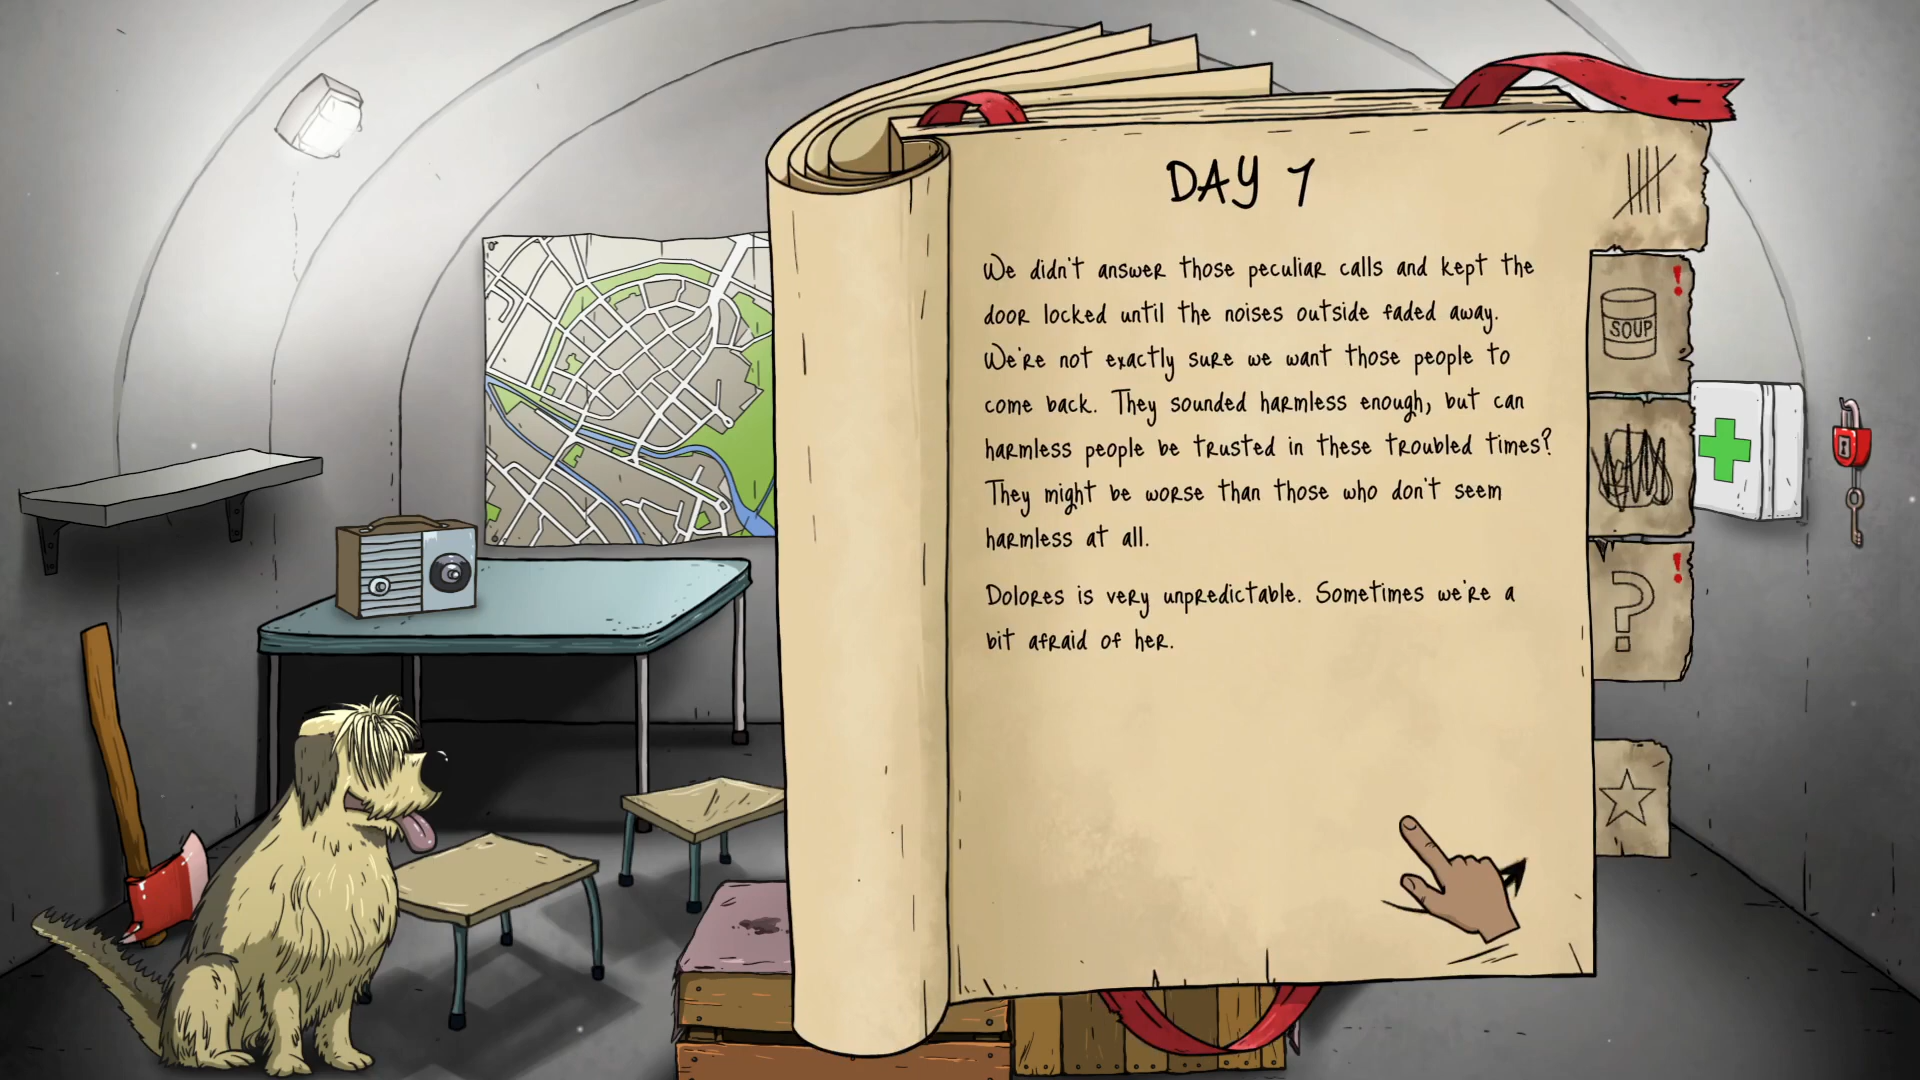 DAY 7
We didn't answer those peculiar calls and kept the
door locked until the noises outside faded away.
We're not exactly sure we want those people to
come back. They sounded harmless enough, but can
harmless people be trusted in these troubled times?
They might be worse than those who don't seem
harmless at all.
Dolores is very unpredictable. Sometimes we're a
bit afraid of her.
!
SOUP
!
?